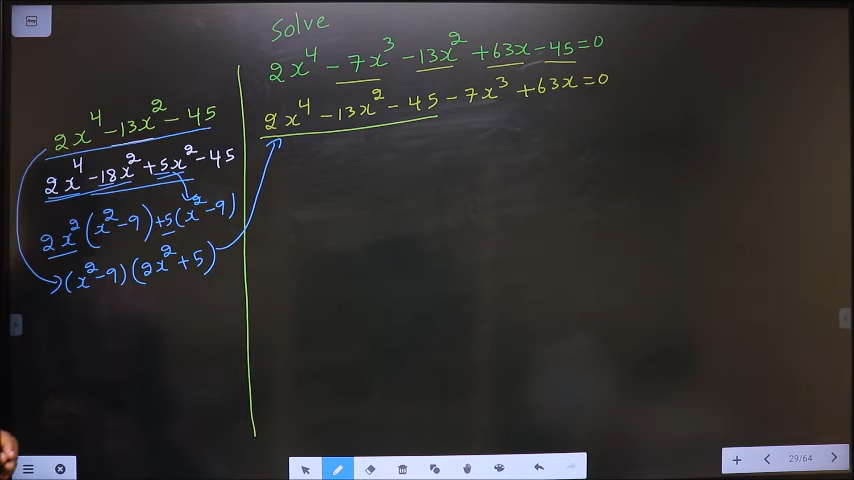 Solve
2x⁴ - 7x³ - 13x² + 63x - 45 = 0
2x⁴ - 13x² - 45 - 7x³ + 63x = 0
2x⁴ - 13x² - 45
2x⁴ - 18x² + 5x² - 45
2x² (x² - 9) + 5 (x² - 9)
(x² - 9) (2x² + 5)
29/64